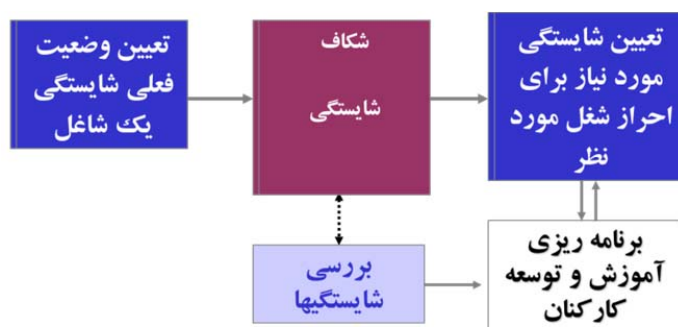 تعیین وضعیت
فعلی شایستگی
یک شاغل
شکاف
شایستگی
تعیین شایستگی
مورد نیاز برای
احراز شغل مورد
نظر
بررسی
شایستگیها
برنامه ریزی
آموزش و توسعه
کارکنان